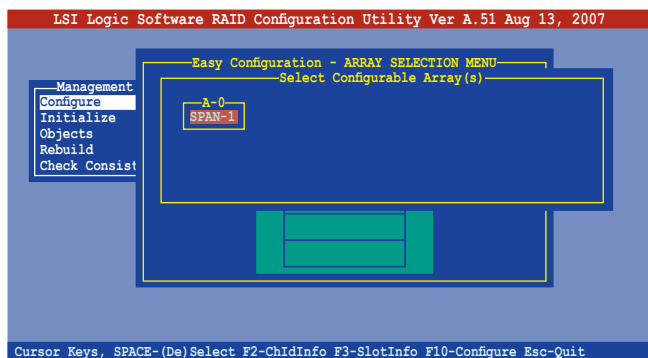 LSI Logic Software RAID Configuration Utility Ver A.51 Aug 13, 2007
Easy Configuration - ARRAY SELECTION MENU
Select Configurable Array(s)
Management
Configure
Initialize
Objects
Rebuild
Check Consist
A-0
SPAN-1
Cursor Keys, SPACE-(De)Select F2-ChIdInfo F3-SlotInfo F10-Configure Esc-Quit